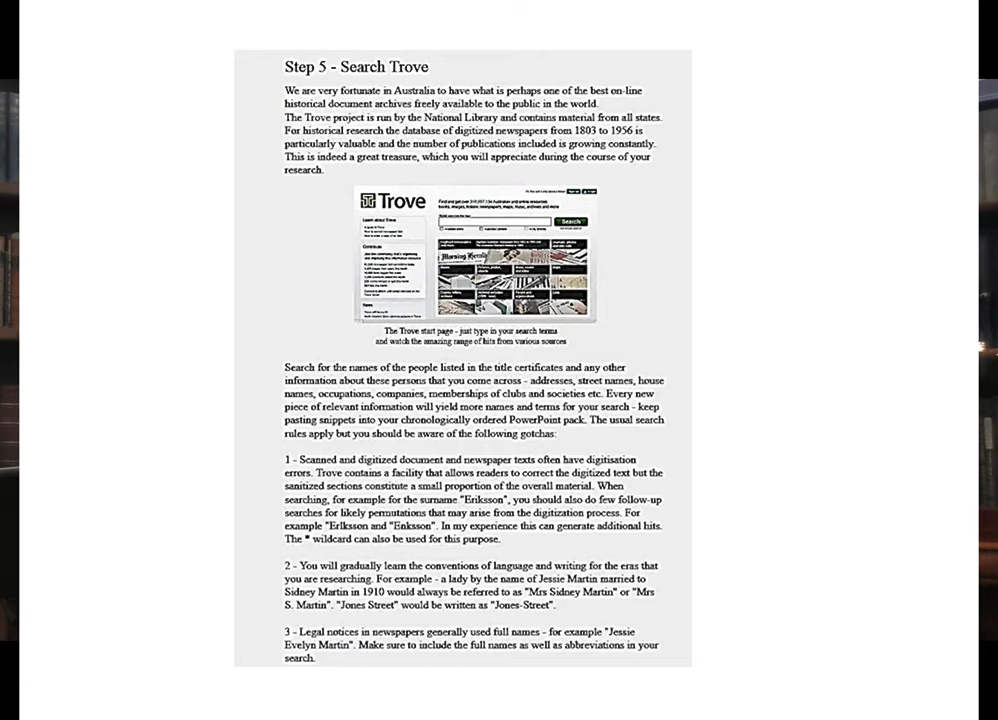 Step 5 - Search Trove
We are very fortunate in Australia to have what is perhaps one of the best on-line
historical document archives freely available to the public in the world.
The Trove project is run by the National Library and contains material from all states.
For historical research the database of digitized newspapers from 1803 to 1956 is
particularly valuable and the number of publications included is growing constantly.
This is indeed a great treasure, which you will appreciate during the course of your
research.
Trove
Search
Learn about Trove
Contribute
News
Morning Herald
The Trove start page - just type in your search terms
and watch the amazing range of hits from various sources
Search for the names of the people listed in the title certificates and any other
information about these persons that you come across - addresses, street names, house
names, occupations, companies, memberships of clubs and societies etc. Every new
piece of relevant information will yield more names and terms for your search - keep
pasting snippets into your chronologically ordered PowerPoint pack. The usual search
rules apply but you should be aware of the following gotchas:
1 - Scanned and digitized document and newspaper texts often have digitisation
errors. Trove contains a facility that allows readers to correct the digitized text but the
sanitized sections constitute a small proportion of the overall material. When
searching, for example for the surname "Eriksson", you should also do few follow-up
searches for likely permutations that may arise from the digitization process. For
example "Erlksson and "Enksson". In my experience this can generate additional hits.
The * wildcard can also be used for this purpose.
2 - You will gradually learn the conventions of language and writing for the eras that
you are researching. For example - a lady by the name of Jessie Martin married to
Sidney Martin in 1910 would always be referred to as "Mrs Sidney Martin" or "Mrs
S. Martin". "Jones Street" would be written as "Jones-Street".
3 - Legal notices in newspapers generally used full names - for example "Jessie
Evelyn Martin". Make sure to include the full names as well as abbreviations in your
search.